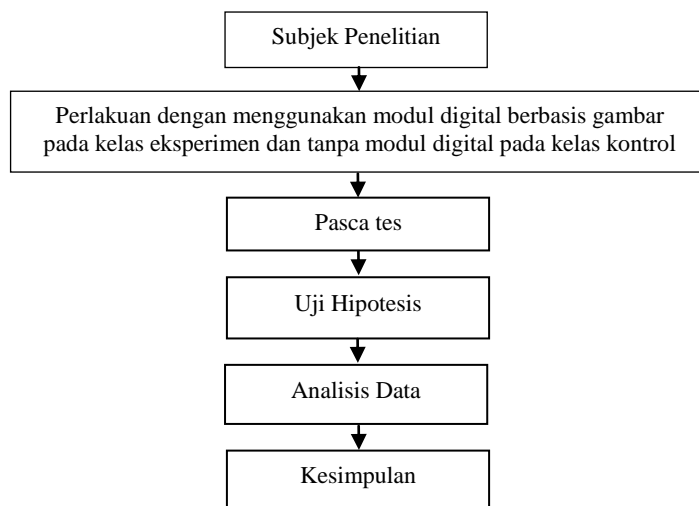 Subjek Penelitian
Perlakuan dengan menggunakan modul digital berbasis gambar
pada kelas eksperimen dan tanpa modul digital pada kelas kontrol
Pasca tes
Uji Hipotesis
Analisis Data
Kesimpulan